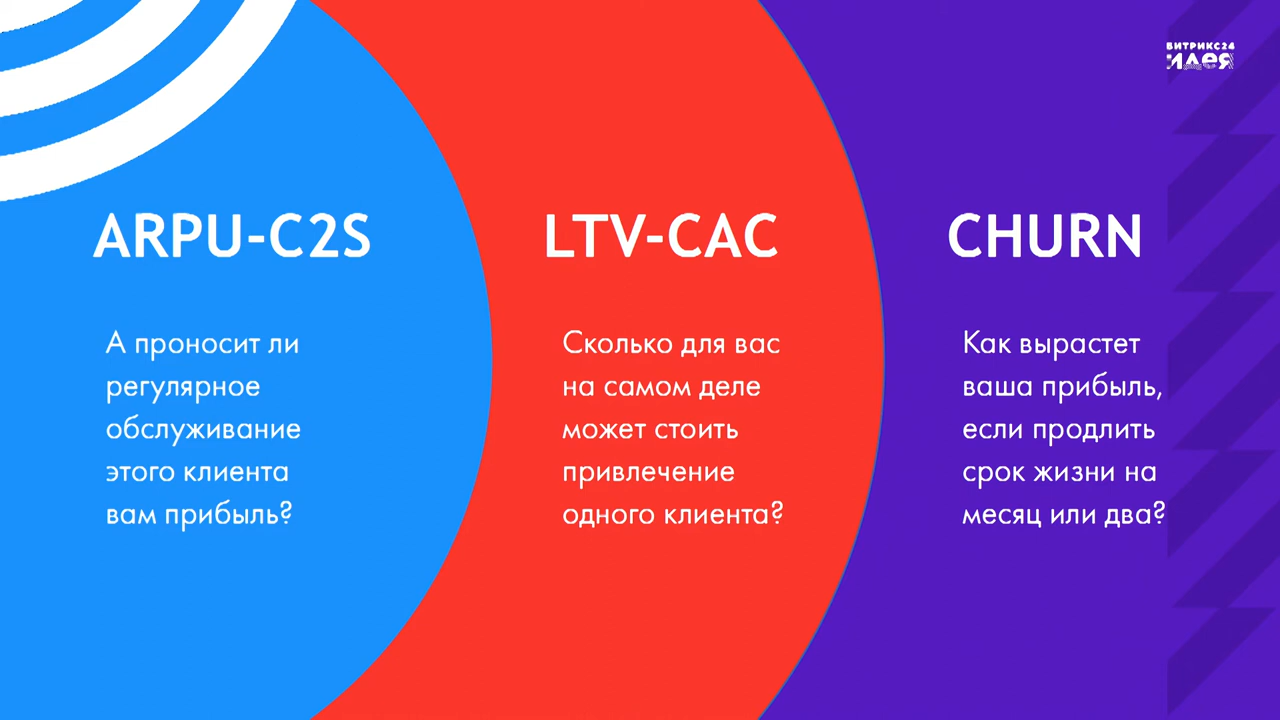 БИТРИКС24
идея
ARPU-C2S
А проносит ли
регулярное
обслуживание
этого клиента
вам прибыль?
LTV-CAC
Сколько для вас
на самом деле
может стоить
привлечение
одного клиента?
CHURN
Как вырастет
ваша прибыль,
если продлить
срок жизни на
месяц или два?